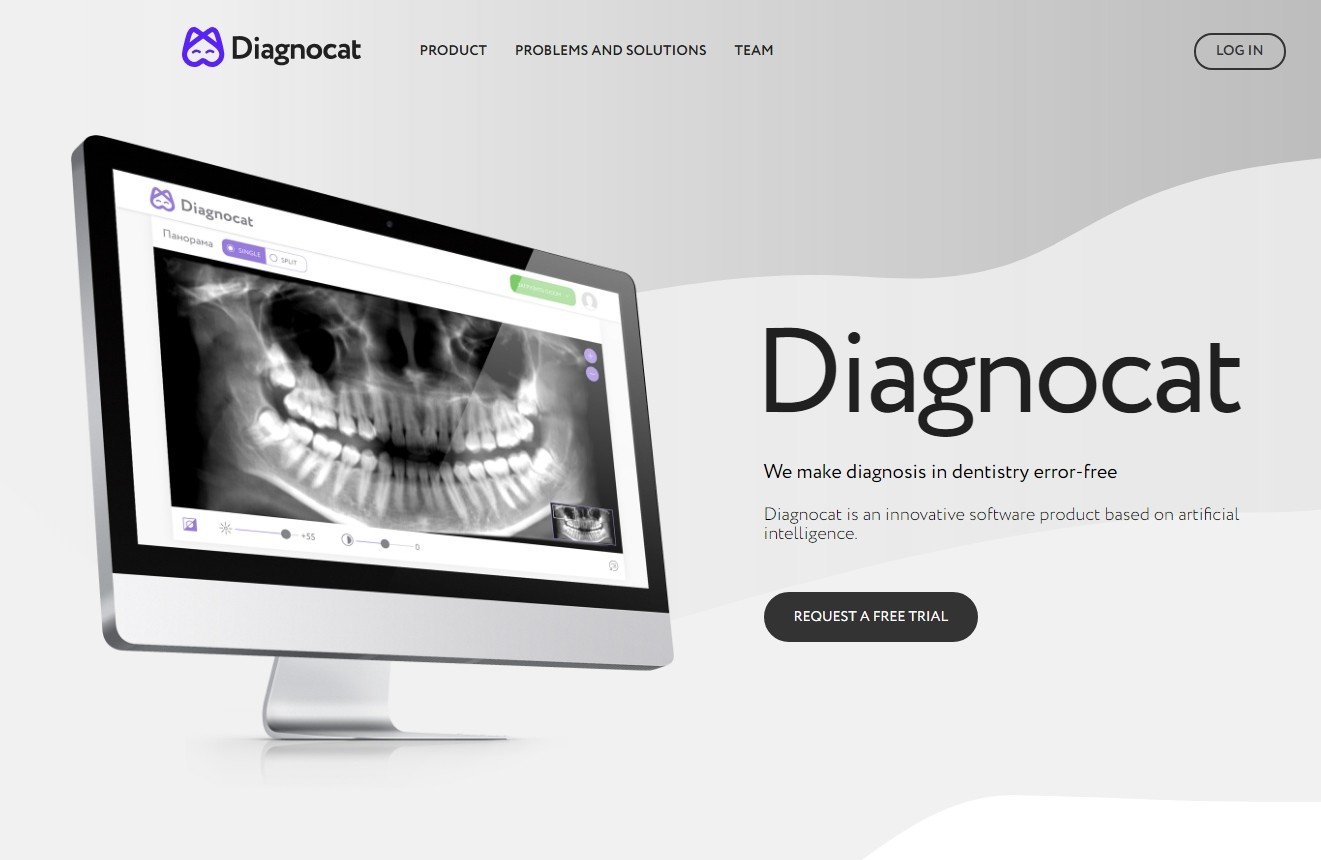 Diagnocat
PRODUCT
PROBLEMS AND SOLUTIONS
TEAM
LOG IN
Diagnocat
Панорама
SINGLE
SPLIT
+55
0
Diagnocat
We make diagnosis in dentistry error-free
Diagnocat is an innovative software product based on artificial
intelligence.
REQUEST A FREE TRIAL